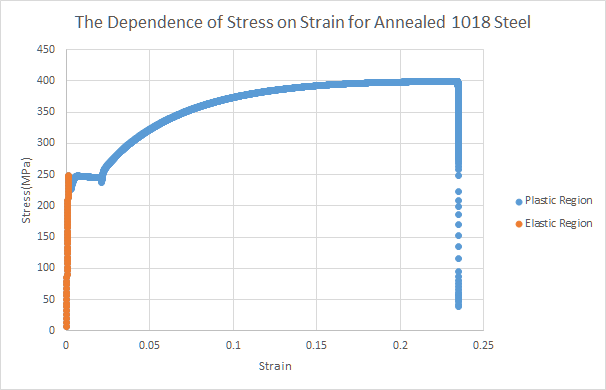 The Dependence of Stress on Strain for Annealed 1018 Steel
450
400
350
300
250
200
150
100
50
0
Stress(MPa)
0 0.05 0.1 0.15 0.2 0.25
Strain
Plastic Region
Elastic Region